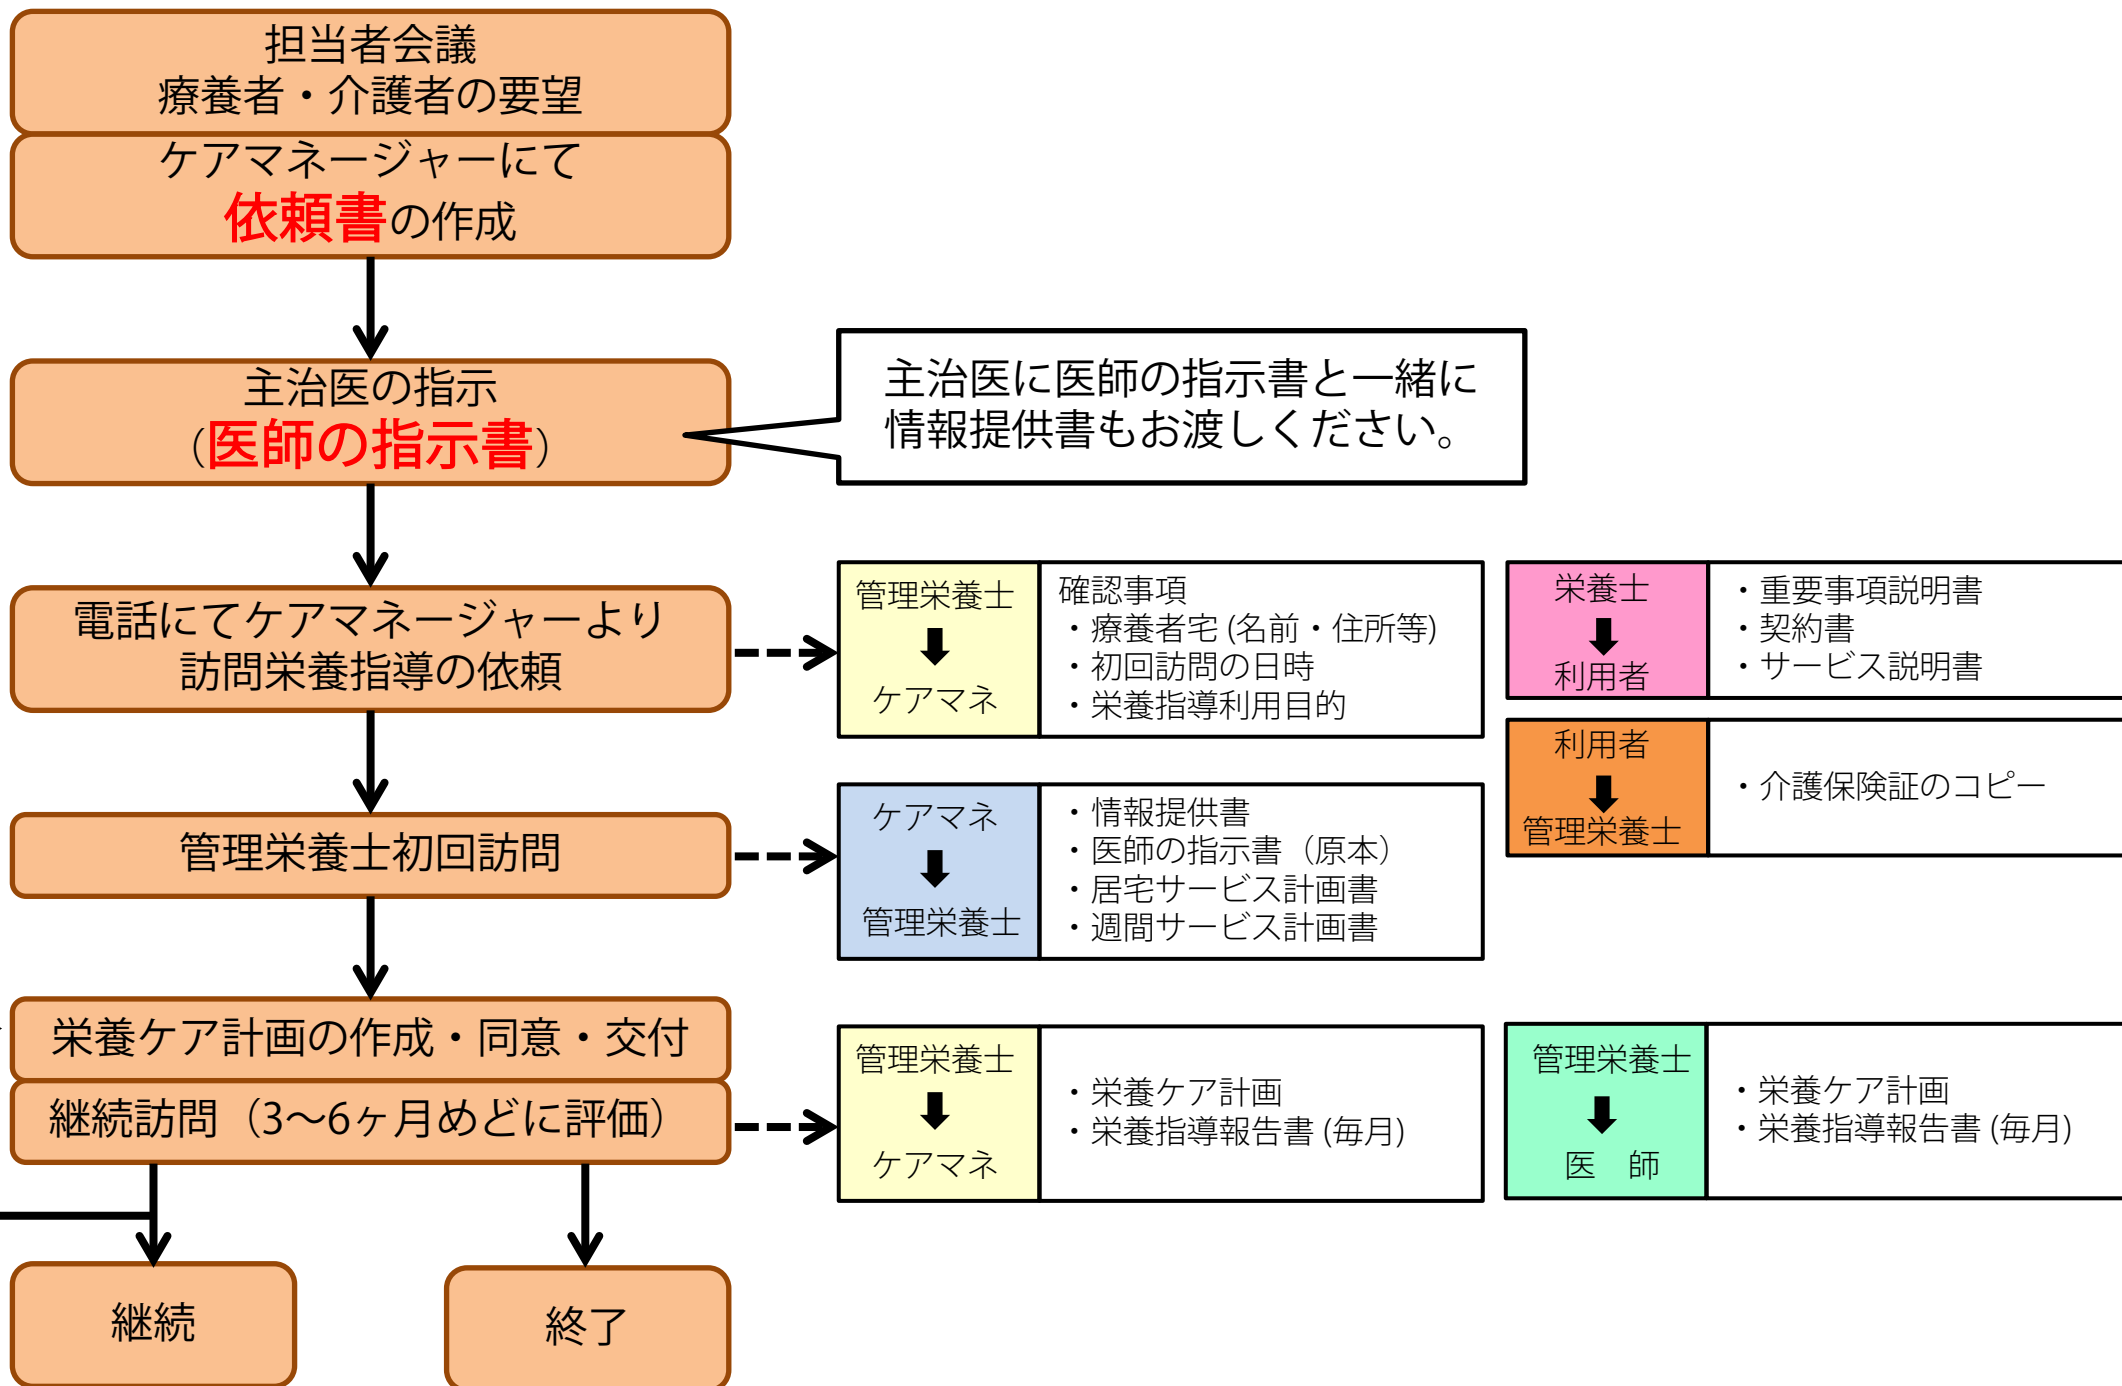 担当者会議
療養者・介護者の要望
ケアマネージャーにて
依頼書の作成
主治医の指示
（医師の指示書）
主治医に医師の指示書と一緒に
情報提供書もお渡しください。
電話にてケアマネージャーより
訪問栄養指導の依頼
管理栄養士
ケアマネ
確認事項
・療養者宅 (名前・住所等)
・初回訪問の日時
・栄養指導利用目的
栄養士
利用者
・重要事項説明書
・契約書
・サービス説明書
利用者
管理栄養士
・介護保険証のコピー
管理栄養士初回訪問
ケアマネ
管理栄養士
・情報提供書
・医師の指示書（原本）
・居宅サービス計画書
・週間サービス計画書
栄養ケア計画の作成・同意・交付
継続訪問（3～6ヶ月めどに評価）
管理栄養士
ケアマネ
・栄養ケア計画
・栄養指導報告書 (毎月)
管理栄養士
医　師
・栄養ケア計画
・栄養指導報告書 (毎月)
継続
終了